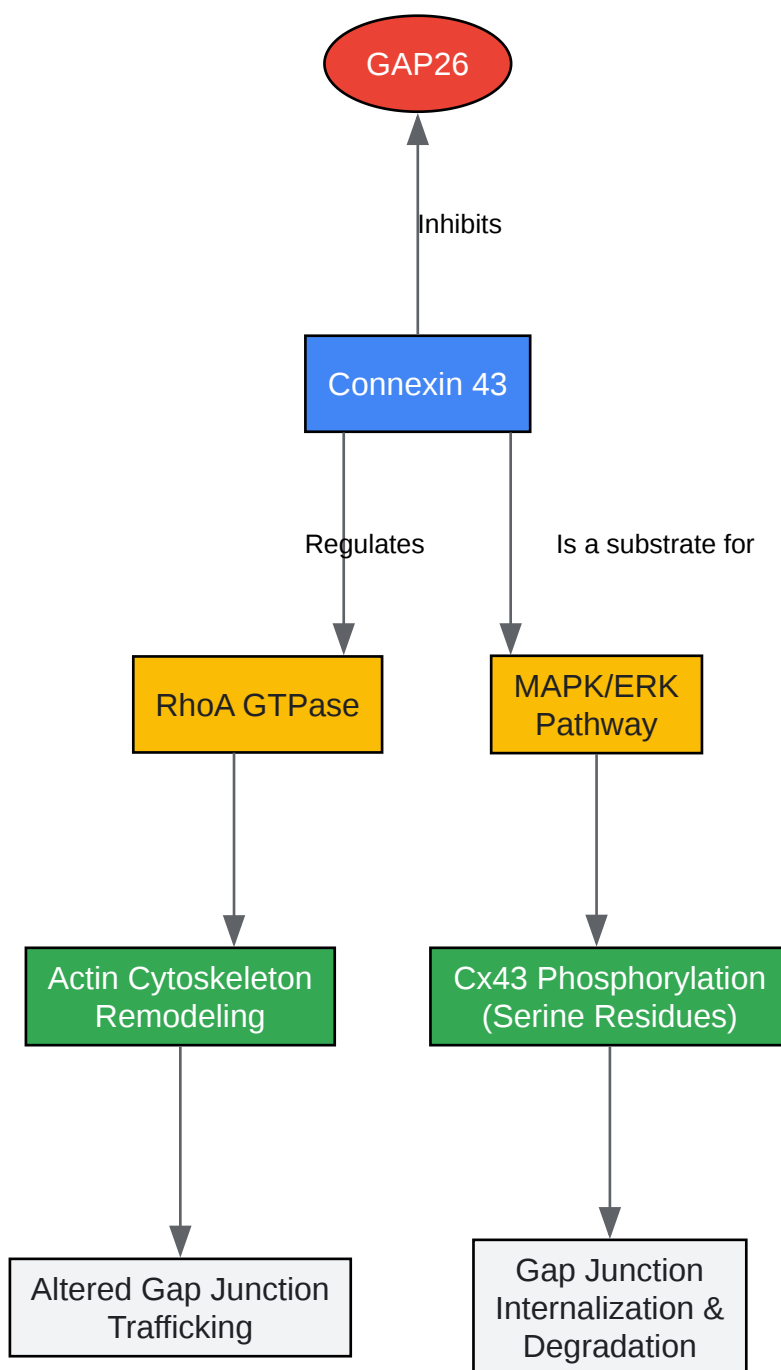 GAP26
Inhibits
Connexin 43
Regulates
Is a substrate for
RhoA GTPase
MAPK/ERK
Pathway
Actin Cytoskeleton
Remodeling
Cx43 Phosphorylation
(Serine Residues)
Altered Gap Junction
Trafficking
Gap Junction
Internalization &
Degradation